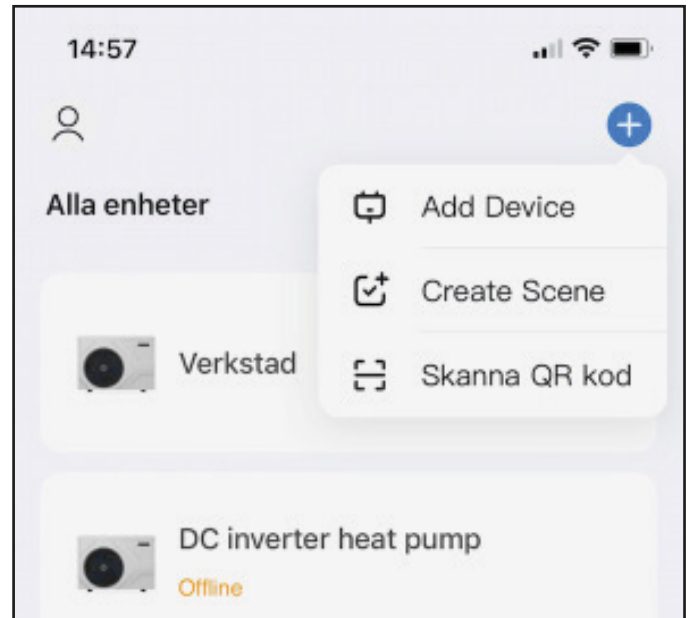 14:57
Alla enheter
Add Device
Create Scene
Verkstad
Skanna QR kod
DC inverter heat pump
Offline